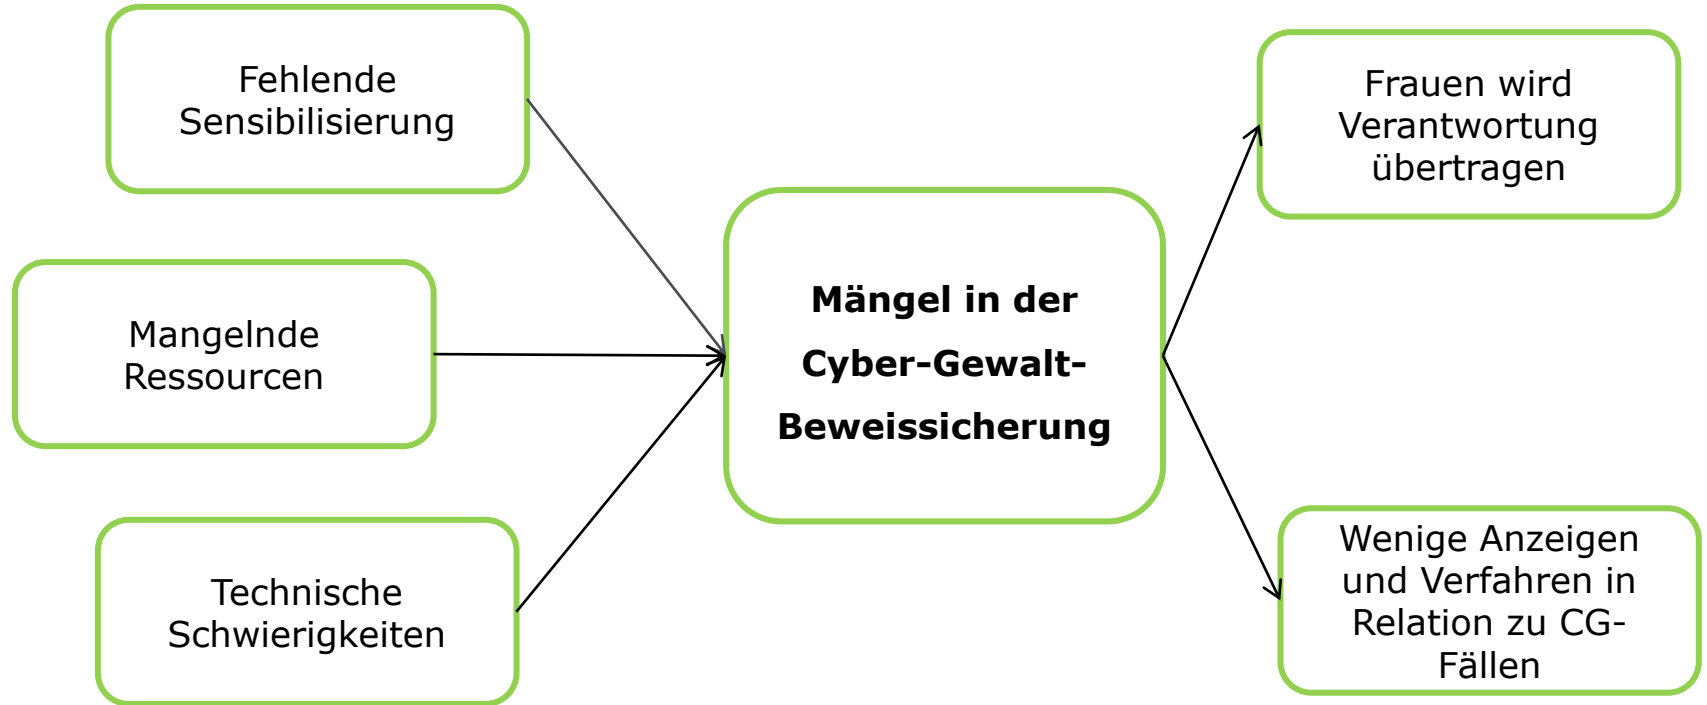 Fehlende
Sensibilisierung
Mangelnde
Ressourcen
Technische
Schwierigkeiten
Mängel in der
Cyber-Gewalt-
Beweissicherung
Frauen wird
Verantwortung
übertragen
Wenige Anzeigen
und Verfahren in
Relation zu CG-
Fällen